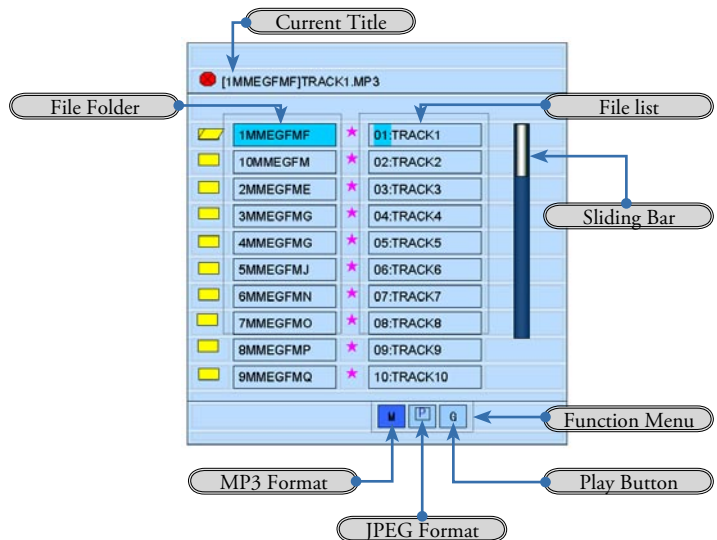 Current Title
[1MMEGFMF]TRACK1.MP3
File Folder
File list
1MMEGFMF 01:TRACK1
10MMEGFM 02:TRACK2
2MMEGFME 03:TRACK3
3MMEGFMG 04:TRACK4
4MMEGFMG 05:TRACK5
5MMEGFMJ 06:TRACK6
6MMEGFMN 07:TRACK7
7MMEGFMO 08:TRACK8
8MMEGFMP 09:TRACK9
9MMEGFMQ 10:TRACK10
Sliding Bar
M P G
Function Menu
MP3 Format
Play Button
JPEG Format